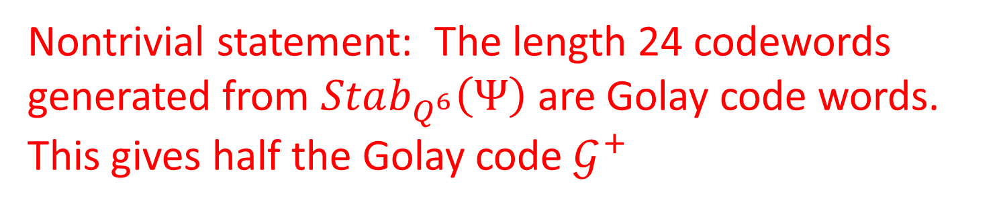 Nontrivial statement: The length 24 codewords
generated from $Stab_{Q^6}(\Psi)$ are Golay code words.
This gives half the Golay code $\mathcal{G}^+$